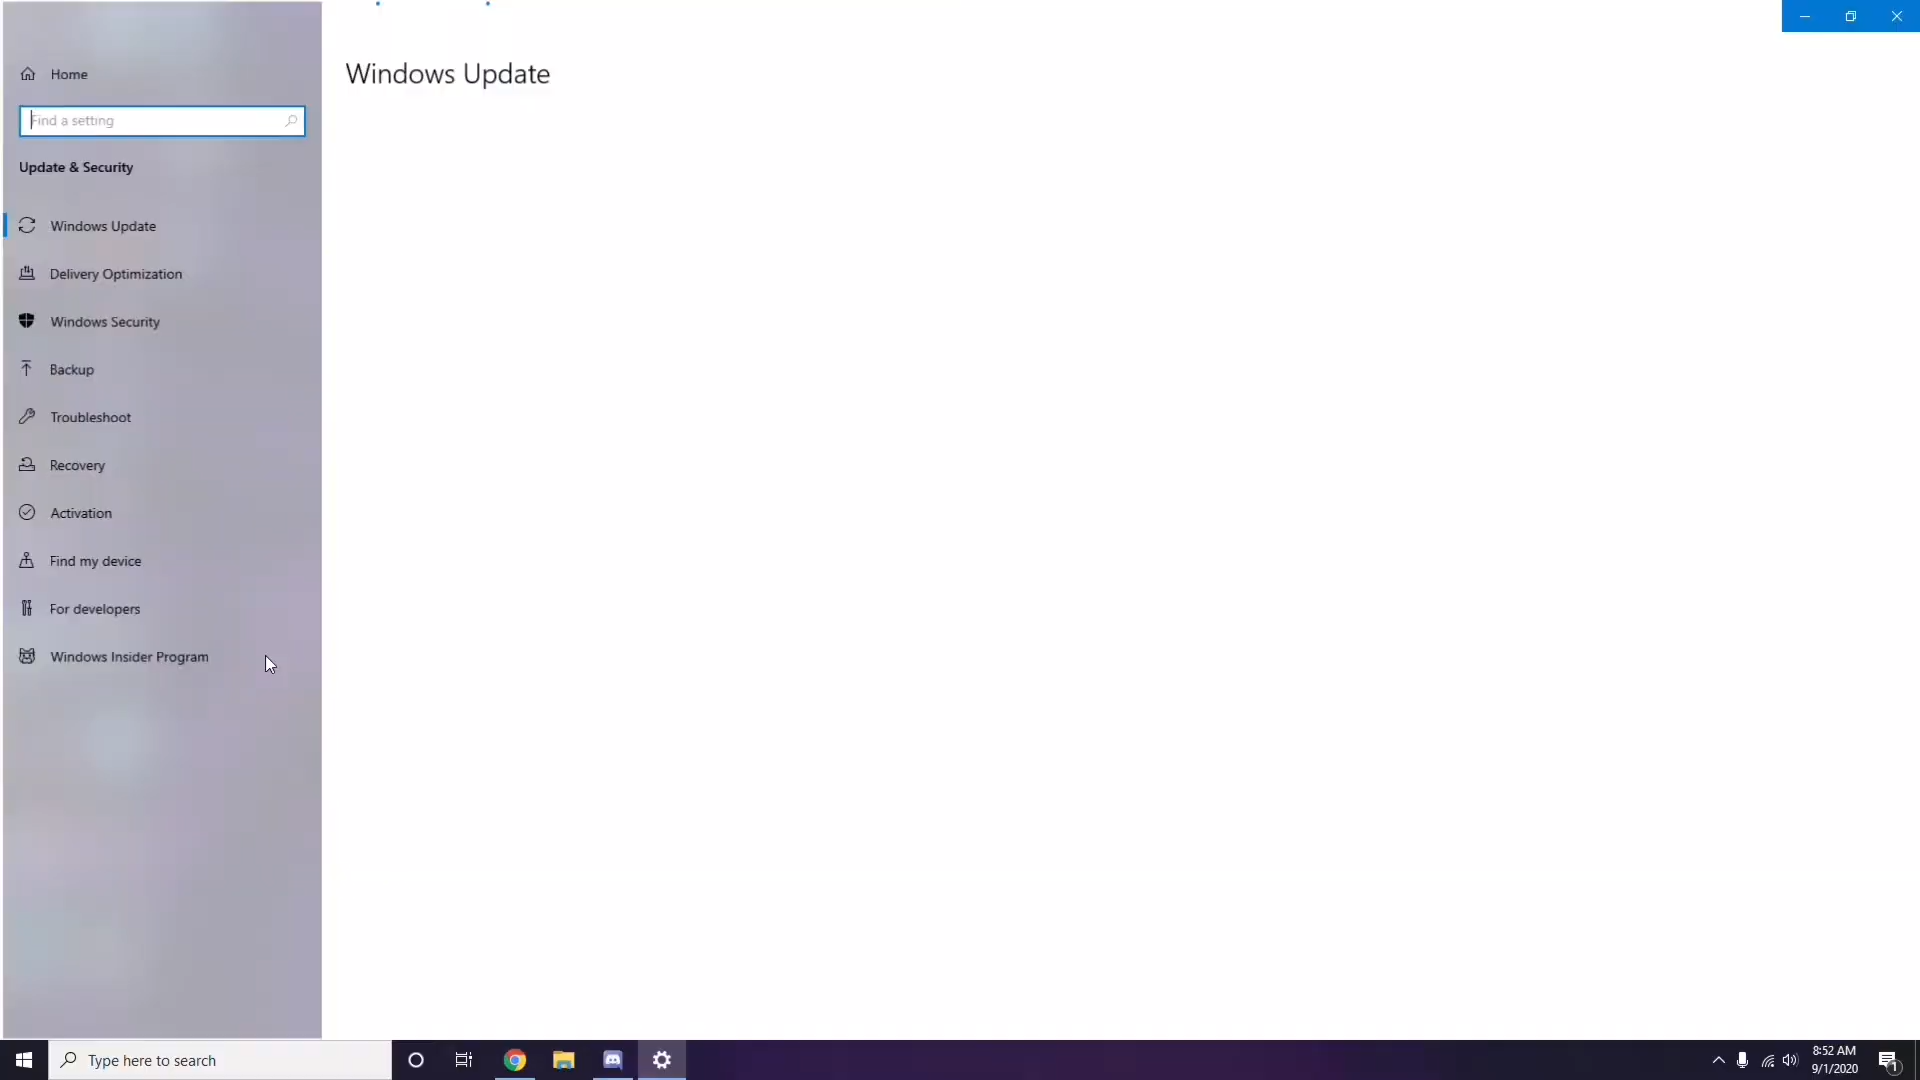 Home
Windows Update
Find a setting
Update & Security
Windows Update
Delivery Optimization
Windows Security
Backup
Troubleshoot
Recovery
Activation
Find my device
For developers
Windows Insider Program
Type here to search
8:52 AM
9/1/2020
1